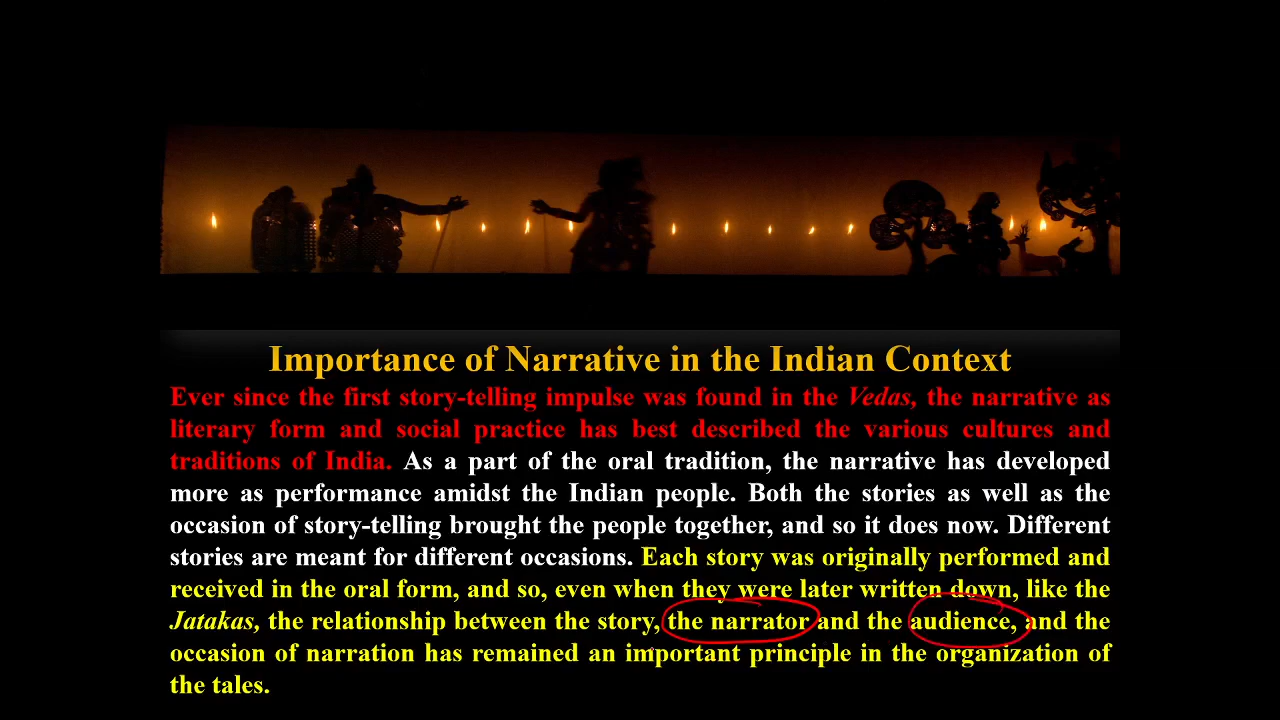 Importance of Narrative in the Indian Context
Ever since the first story-telling impulse was found in the Vedas, the narrative as
literary form and social practice has best described the various cultures and
traditions of India. As a part of the oral tradition, the narrative has developed
more as performance amidst the Indian people. Both the stories as well as the
occasion of story-telling brought the people together, and so it does now. Different
stories are meant for different occasions. Each story was originally performed and
received in the oral form, and so, even when they were later written down, like the
Jatakas, the relationship between the story, the narrator and the audience, and the
occasion of narration has remained an important principle in the organization of
the tales.